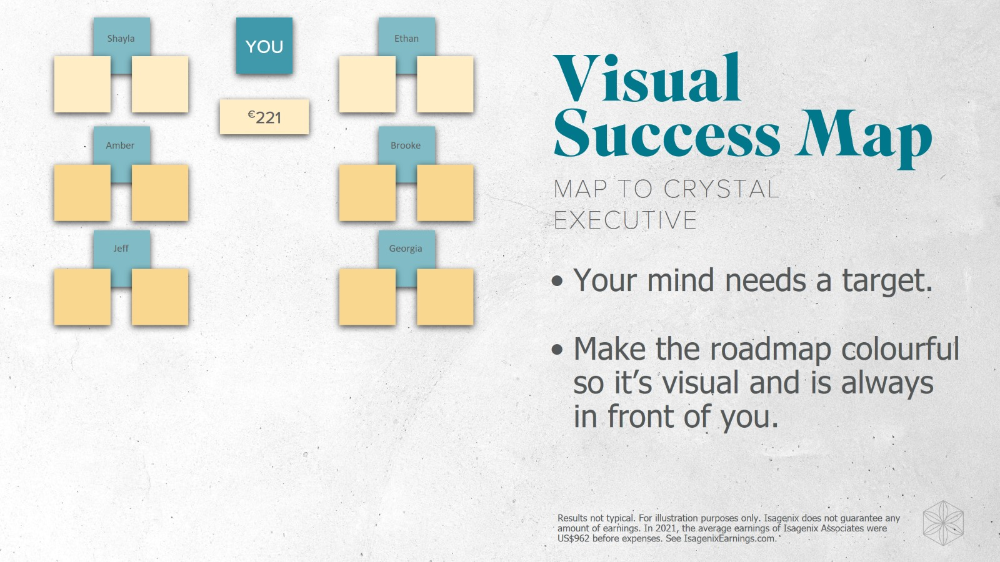 Shayla
YOU
Ethan
€221
Amber
Brooke
Jeff
Georgia
Visual
Success Map
MAP TO CRYSTAL
EXECUTIVE
• Your mind needs a target.
• Make the roadmap colourful
so it’s visual and is always
in front of you.
Results not typical. For illustration purposes only. Isagenix does not guarantee any
amount of earnings. In 2021, the average earnings of Isagenix Associates were
US$962 before expenses. See IsagenixEarnings.com.